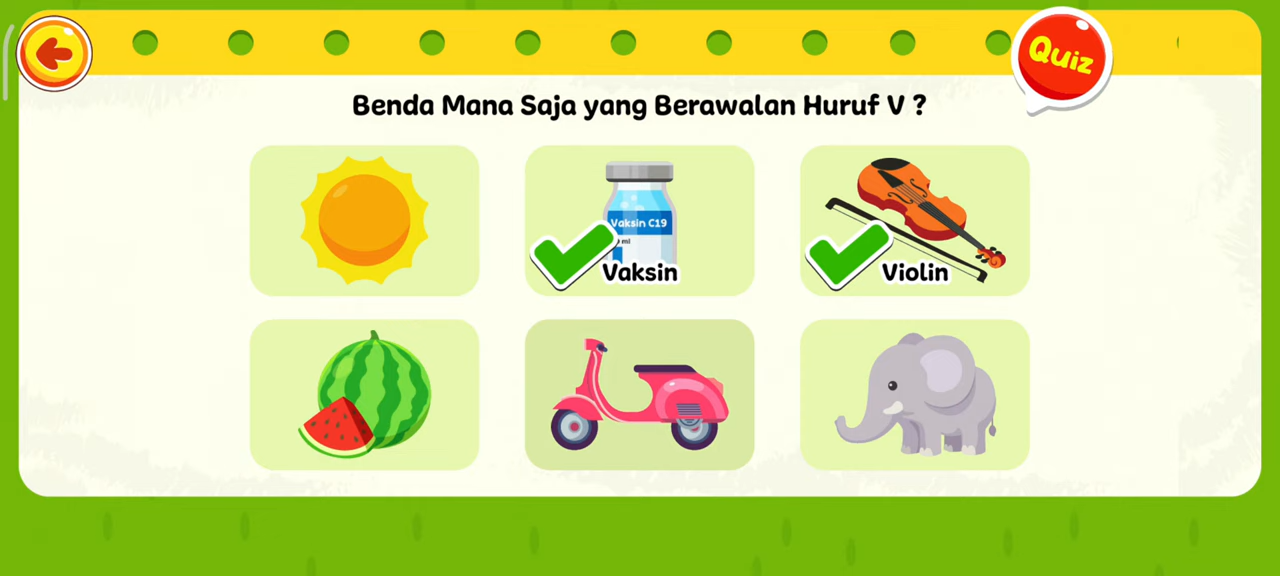 Quiz
Benda Mana Saja yang Berawalan Huruf V ?
Vaksin C19
ml
Vaksin
Violin